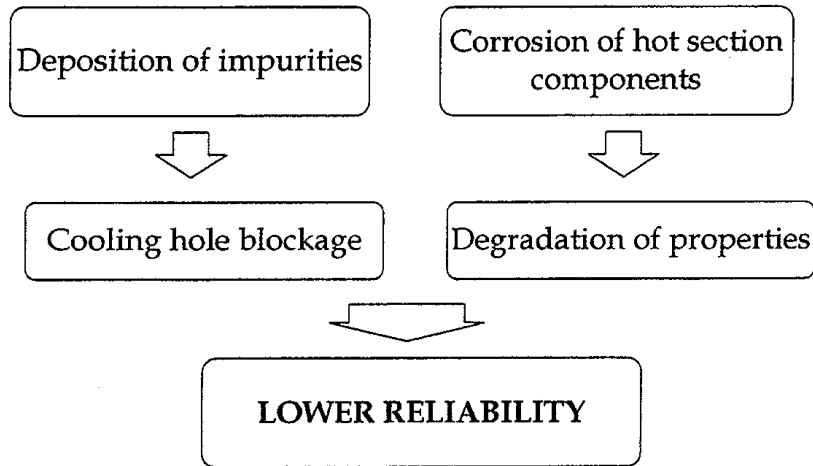 Deposition of impurities
Corrosion of hot section
components
Cooling hole blockage
Degradation of properties
LOWER RELIABILITY